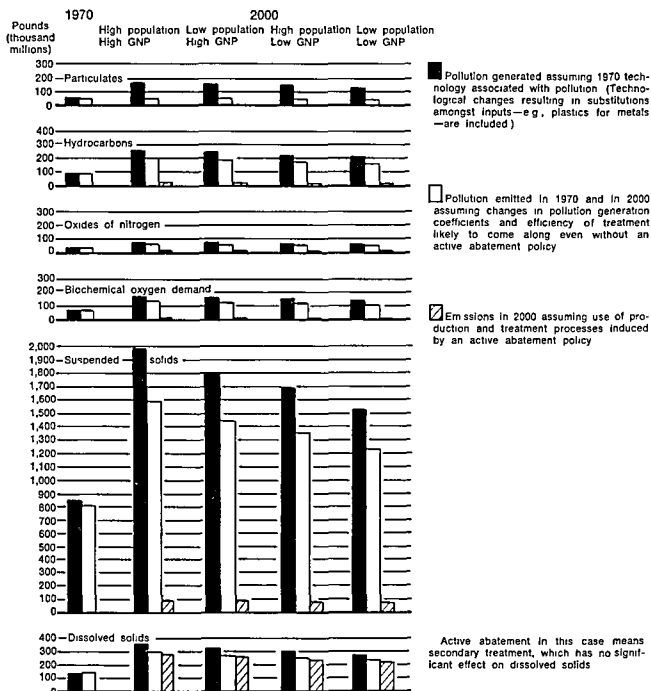 Pounds
(thousand
millions)
1970
2000
High population
High GNP
Low population
High GNP
High population
Low GNP
Low population
Low GNP
300
200
100
0
Particulates
400
300
200
100
0
Hydrocarbons
300
200
100
0
Oxides of nitrogen
300
200
100
0
Biochemical oxygen demand
2,000
1,900
1,800
1,700
1,600
1,500
1,400
1,300
1,200
1,100
1,000
900
800
700
600
500
400
300
200
100
0
Suspended solids
400
300
200
100
0
Dissolved solids
Pollution generated assuming 1970 tech-
nology associated with pollution (Techno-
logical changes resulting in substitutions
amongst inputs—e g, plastics for metals
—are included)
Pollution emitted in 1970 and in 2000
assuming changes in pollution generation
coefficients and efficiency of treatment
likely to come along even without an
active abatement policy
Emissions in 2000 assuming use of pro-
duction and treatment processes induced
by an active abatement policy
Active abatement in this case means
secondary treatment, which has no signif-
icant effect on dissolved solids